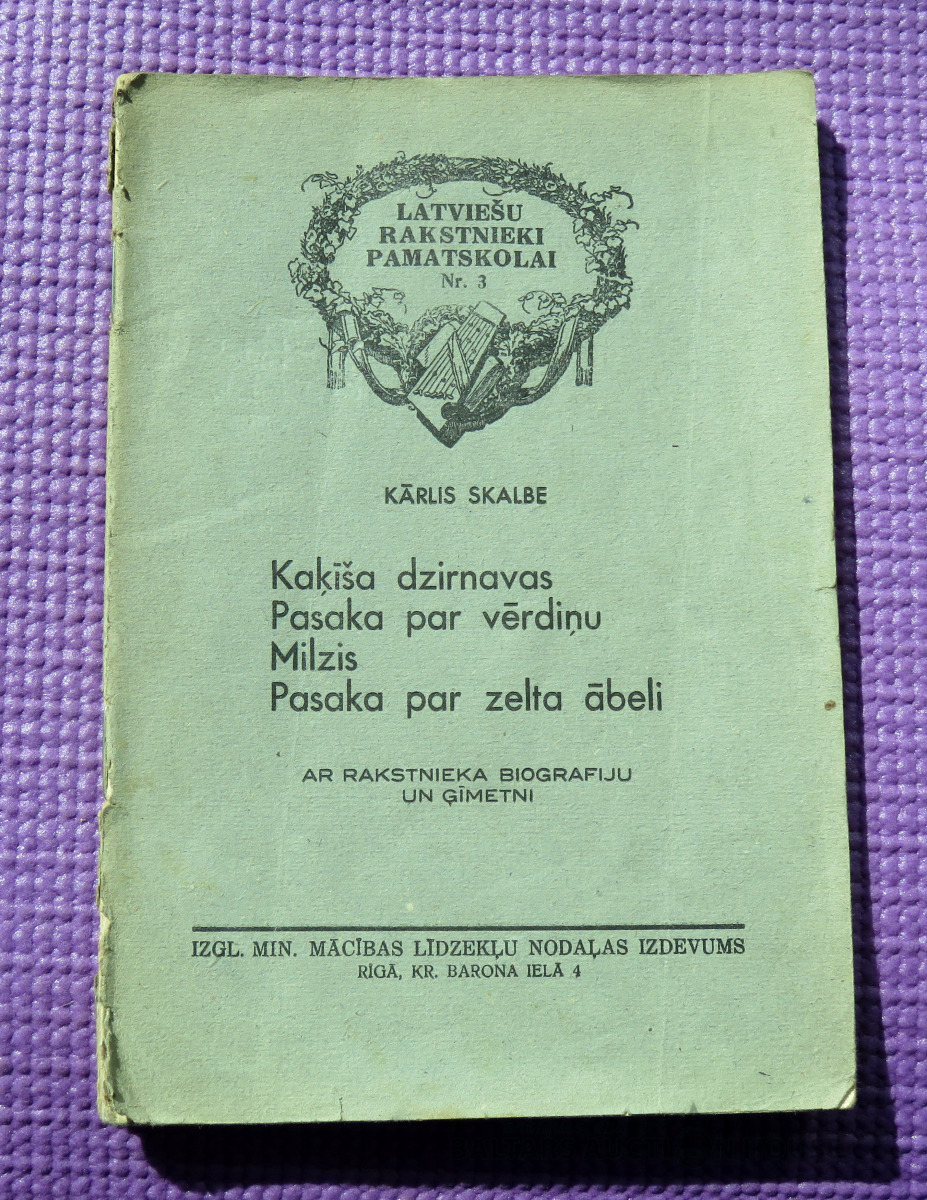 LATVIEŠU
RAKSTNIEKI
PAMATSKOLAI
Nr. 3
KĀRLIS SKALBE
Kaķīša dzirnavas
Pasaka par vērdiņu
Milzis
Pasaka par zelta ābeli
AR RAKSTNIEKA BIOGRAFIJU
UN ĢĪMETNI
IZGL. MIN. MĀCĪBAS LĪDZEKĻU NODAĻAS IZDEVUMS
RĪGĀ, KR. BARONA IELĀ 4